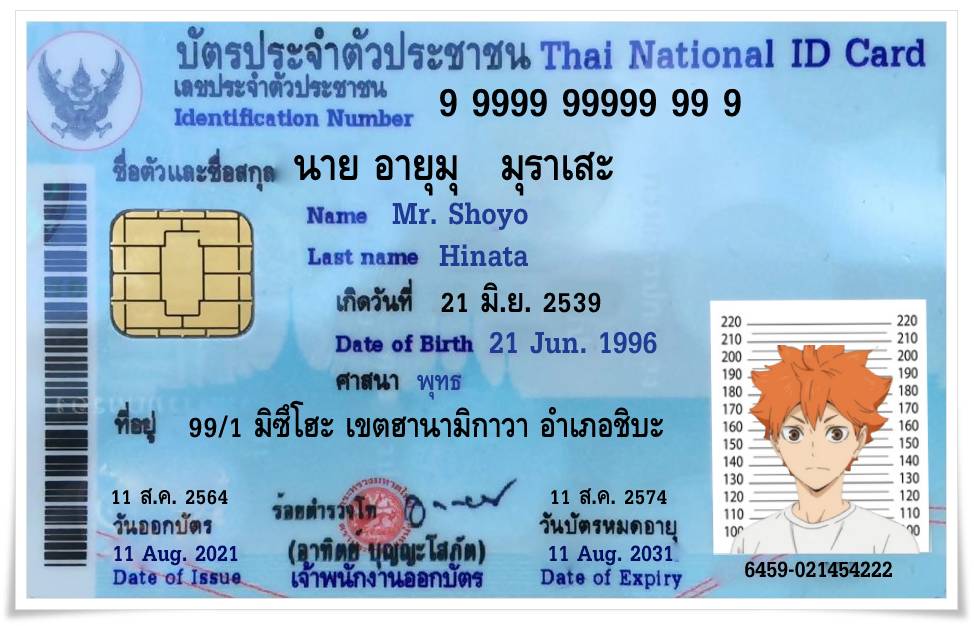 บัตรประจำตัวประชาชน Thai National ID Card
เลขประจำตัวประชาชน
Identification Number 9 9999 99999 99 9
ชื่อตัวและชื่อสกุล นาย อายุมุ มุราเสะ
Name Mr. Shoyo
Last name Hinata
เกิดวันที่ 21 มิ.ย. 2539
Date of Birth 21 Jun. 1996
ศาสนา พุทธ
ที่อยู่ 99/1 มิซึโฮะ เขตฮานามิกาวา อำเภอชิบะ
220 220
210 210
200 200
190 190
180 180
170 170
160 160
150 150
140 140
130 130
120 120
110 110
100 100
11 ส.ค. 2564
วันออกบัตร
11 Aug. 2021
Date of Issue
ร้อยตำรวจโท
(อาทิตย์ บุญญะโสภัต)
เจ้าพนักงานออกบัตร
11 ส.ค. 2574
วันบัตรหมดอายุ
11 Aug. 2031
Date of Expiry
6459-021454222